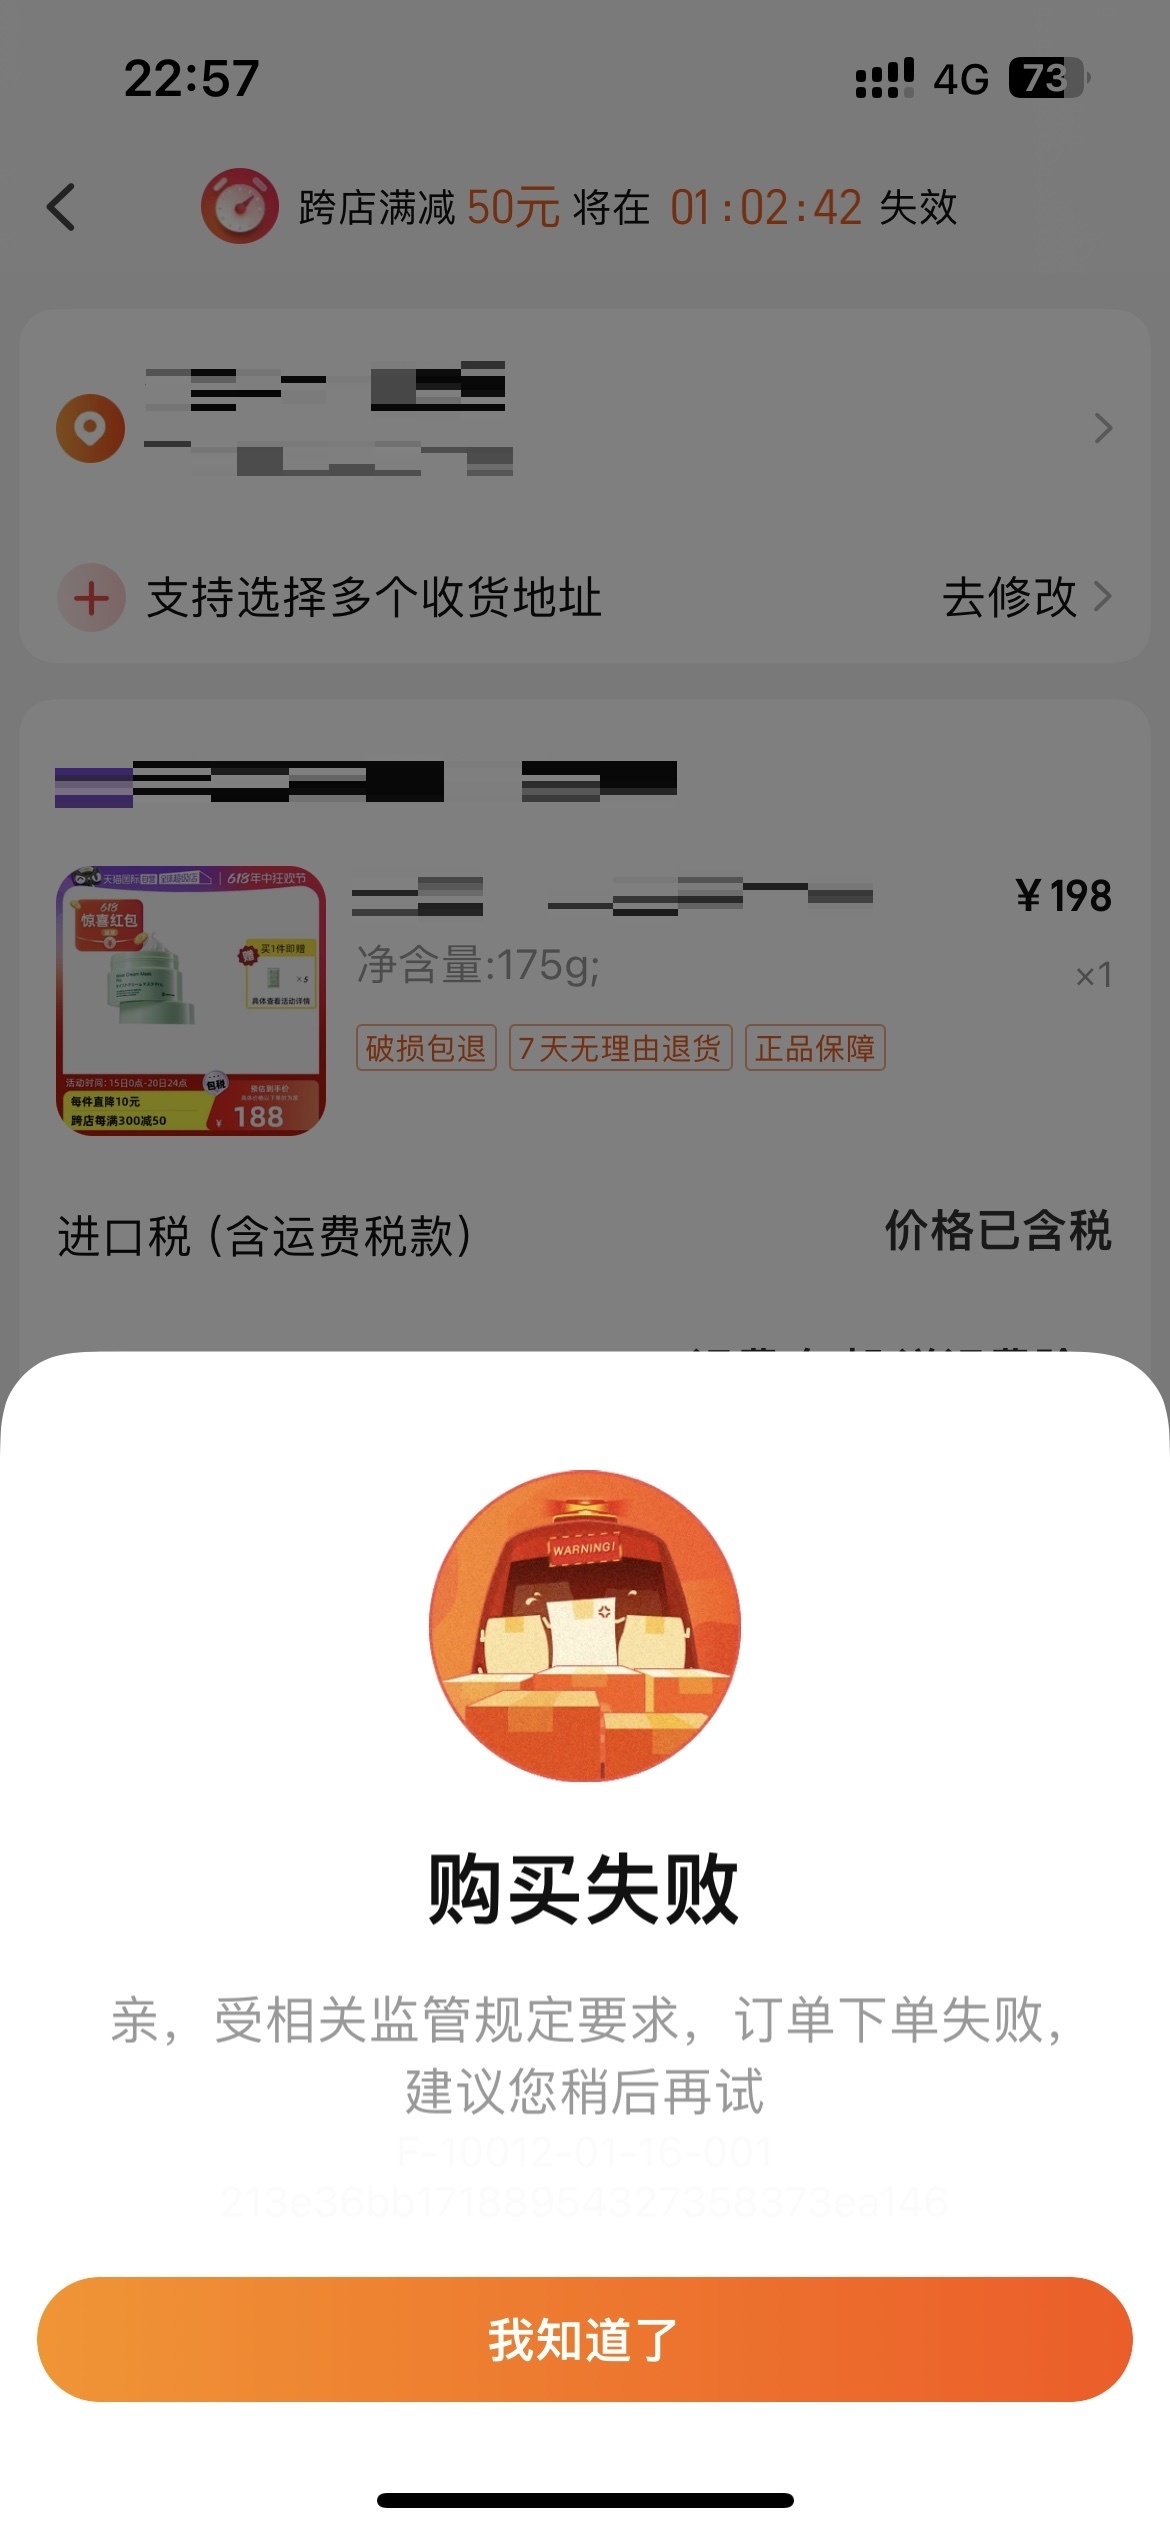 22:57
4G 73
跨店满减 50元 将在 01:02:42 失效
支持选择多个收货地址
去修改
天猫国际
618年中狂欢节
618
惊喜红包
买1件即赠
×5
具体查看活动详情
活动时间:15日0点-20日24点
包税
预估到手价
每件直降10元
跨店每满300减50
¥ 188
¥198
净含量:175g;
×1
破损包退 7天无理由退货 正品保障
进口税 (含运费税款)
价格已含税
WARNING!
购买失败
亲，受相关监管规定要求，订单下单失败，
建议您稍后再试
F-10012-01-16-001
213e36bb17188954327358373ea146
我知道了